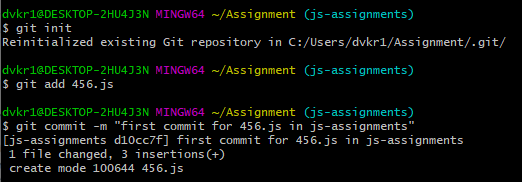 dvkr1@DESKTOP-2HU4J3N MINGW64 ~/Assignment (js-assignments)
$ git init
Reinitialized existing Git repository in C:/Users/dvkr1/Assignment/.git/
dvkr1@DESKTOP-2HU4J3N MINGW64 ~/Assignment (js-assignments)
$ git add 456.js
dvkr1@DESKTOP-2HU4J3N MINGW64 ~/Assignment (js-assignments)
$ git commit -m "first commit for 456.js in js-assignments"
[js-assignments d10cc7f] first commit for 456.js in js-assignments
 1 file changed, 3 insertions(+)
 create mode 100644 456.js